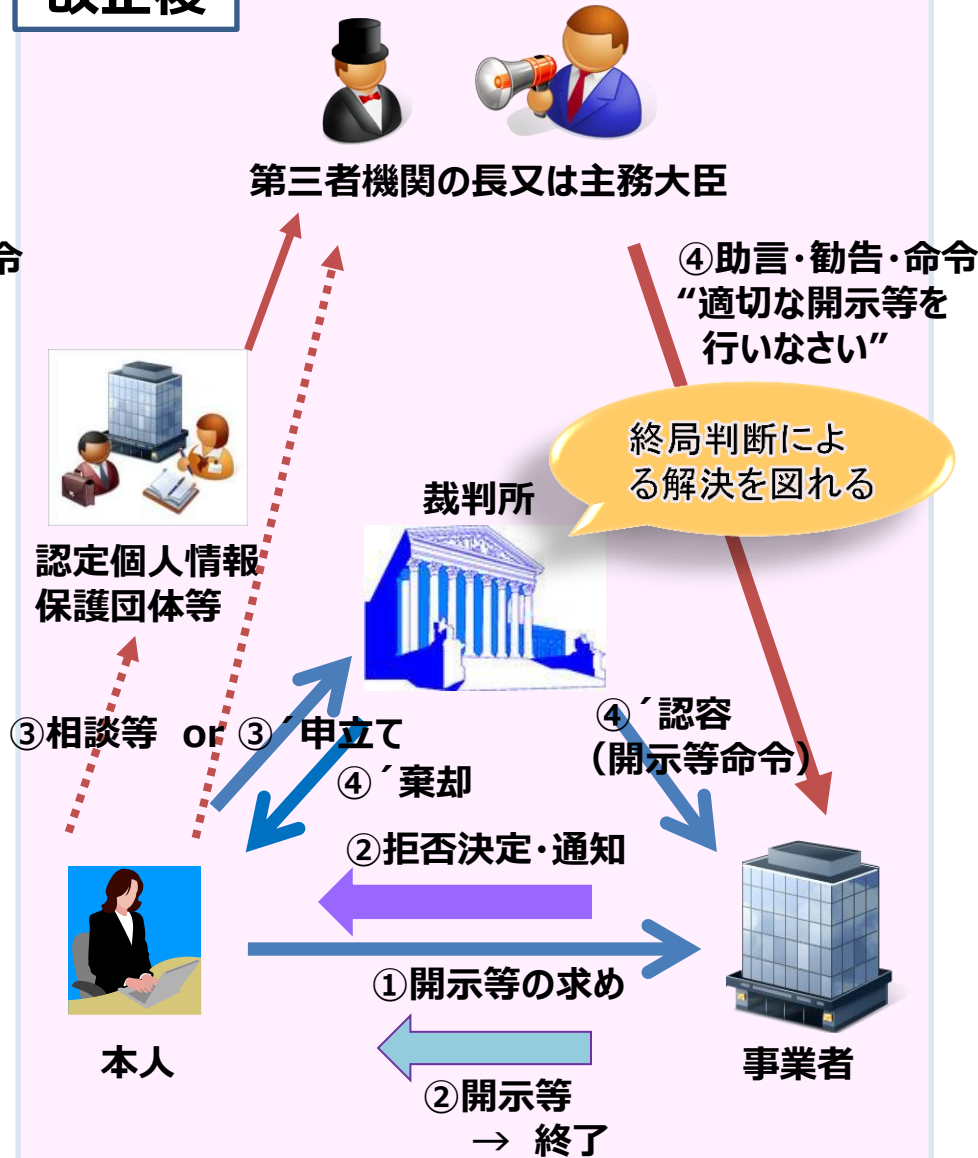 改正後
第三者機関の長又は主務大臣
令
④助言・勧告・命令
“適切な開示等を
行いなさい”
終局判断によ
る解決を図れる
裁判所
認定個人情報
保護団体等
③相談等 or ③´申立て
④´認容
（開示等命令）
④´棄却
②拒否決定・通知
①開示等の求め
本人
事業者
②開示等
→ 終了